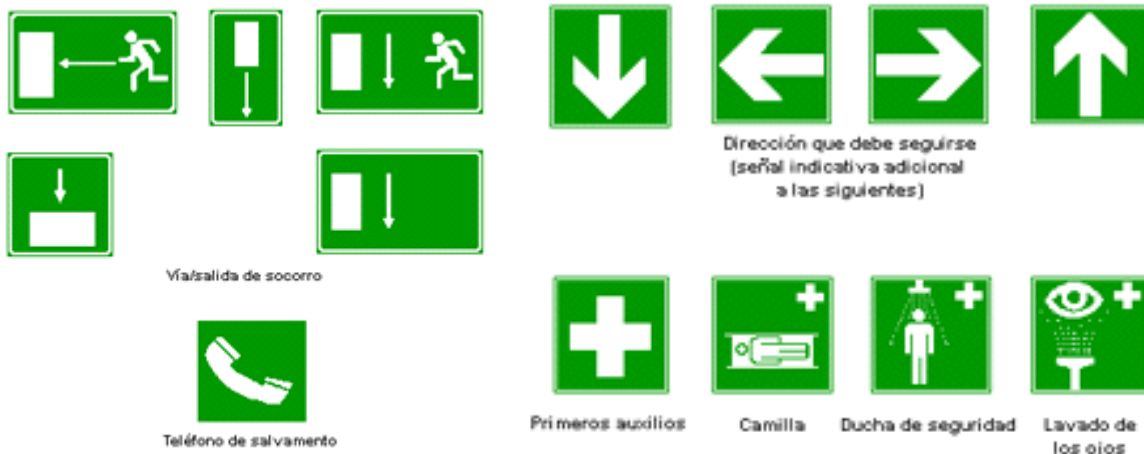 Vía/salida de socorro
Teléfono de salvamento
Dirección que debe seguirse
(señal indicativa adicional
a las siguientes)
Primeros auxilios
Camilla
Ducha de seguridad
Lavado de
los ojos